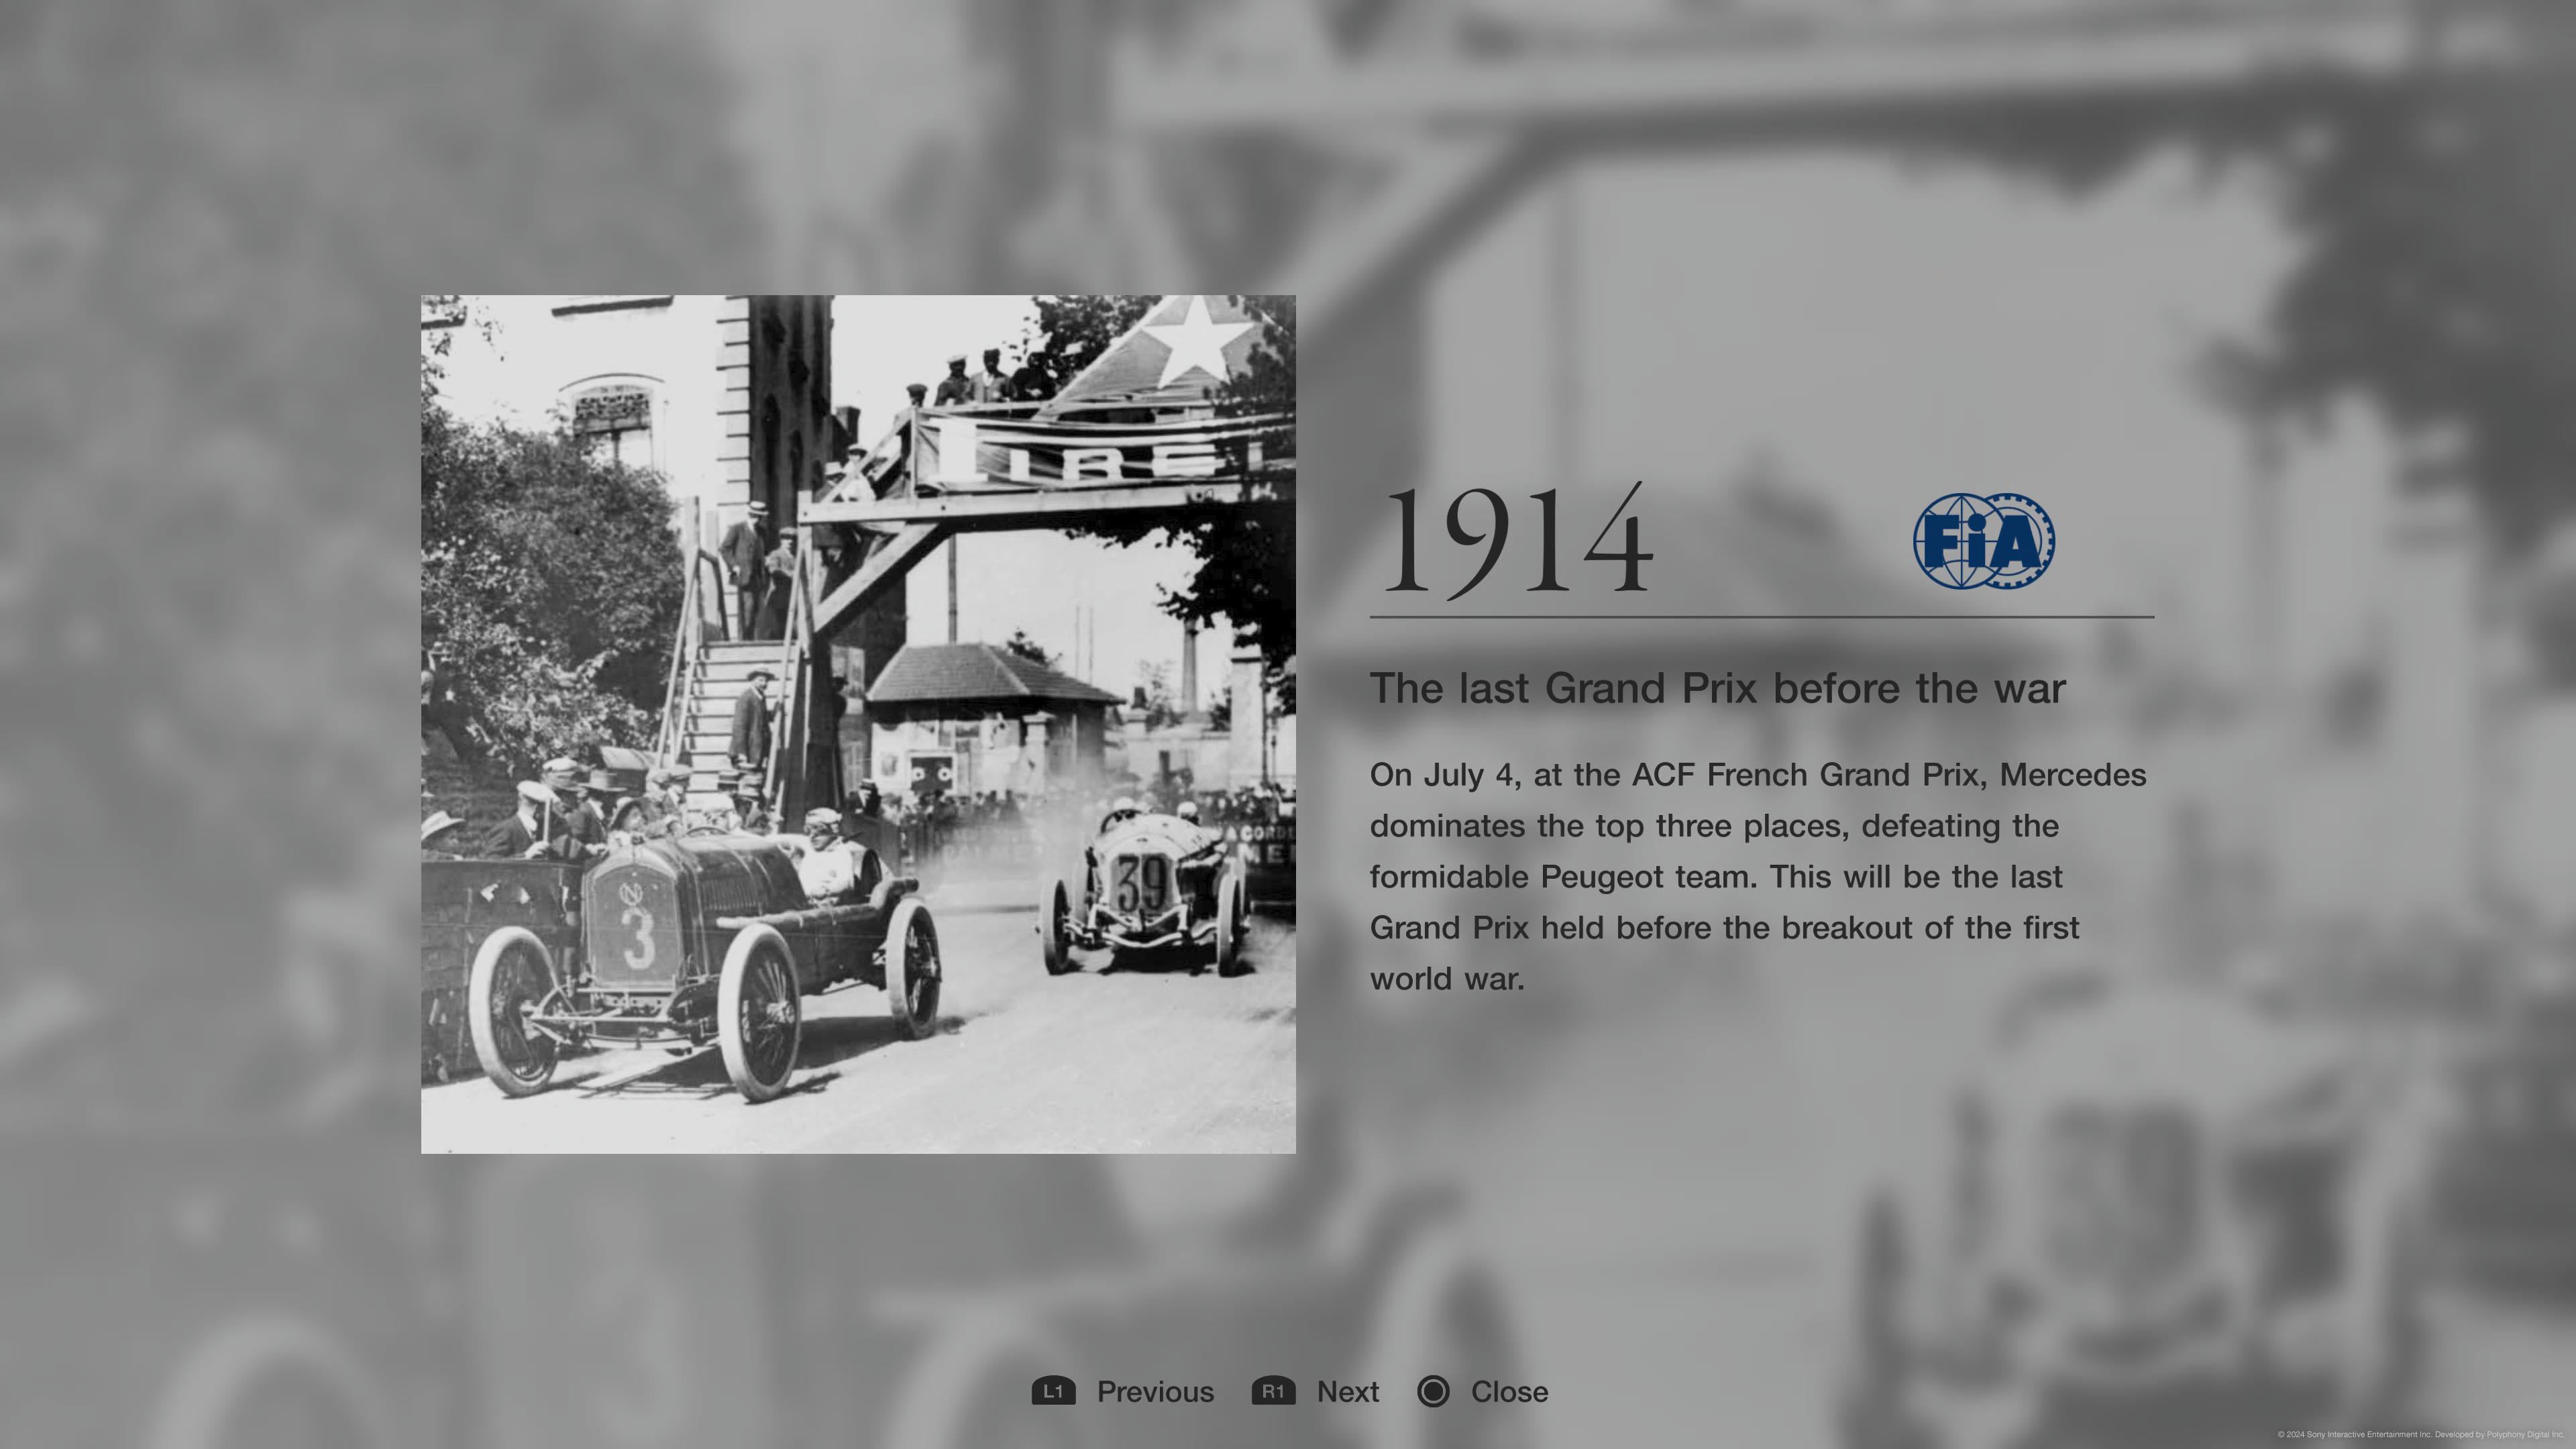 LIRE
N
3
39
1914
FiA
The last Grand Prix before the war
On July 4, at the ACF French Grand Prix, Mercedes
dominates the top three places, defeating the
formidable Peugeot team. This will be the last
Grand Prix held before the breakout of the first
world war.
L1 Previous R1 Next Close
© 2024 Sony Interactive Entertainment Inc. Developed by Polyphony Digital Inc.